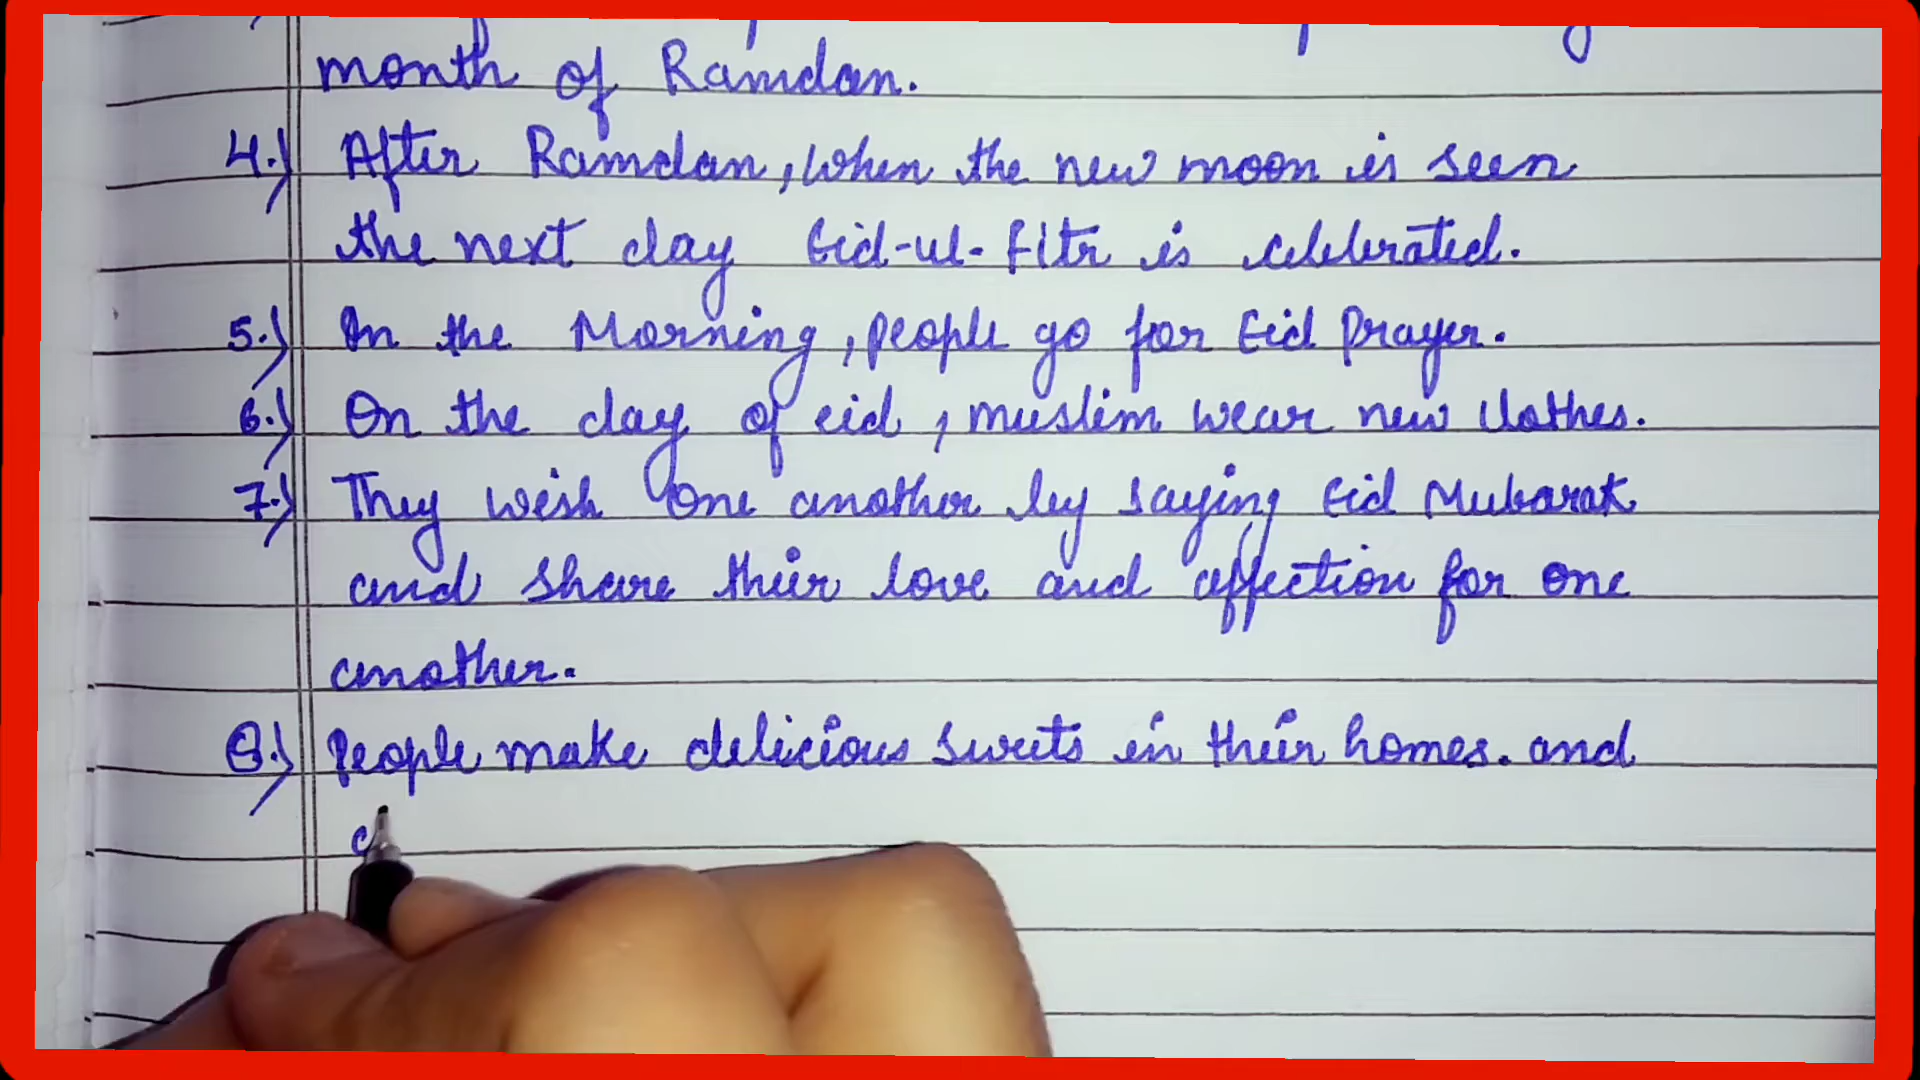 month of Ramdan.
4.) After Ramdan, when the new moon is seen
the next day Eid-ul-Fitr is celebrated.
5.) In the Morning, people go for Eid Prayer.
6.) On the day of eid, muslim wear new clothes.
7.) They wish one another by saying Eid Mubarak
and share their love and affection for one
another.
8.) People make delicious sweets in their homes. and